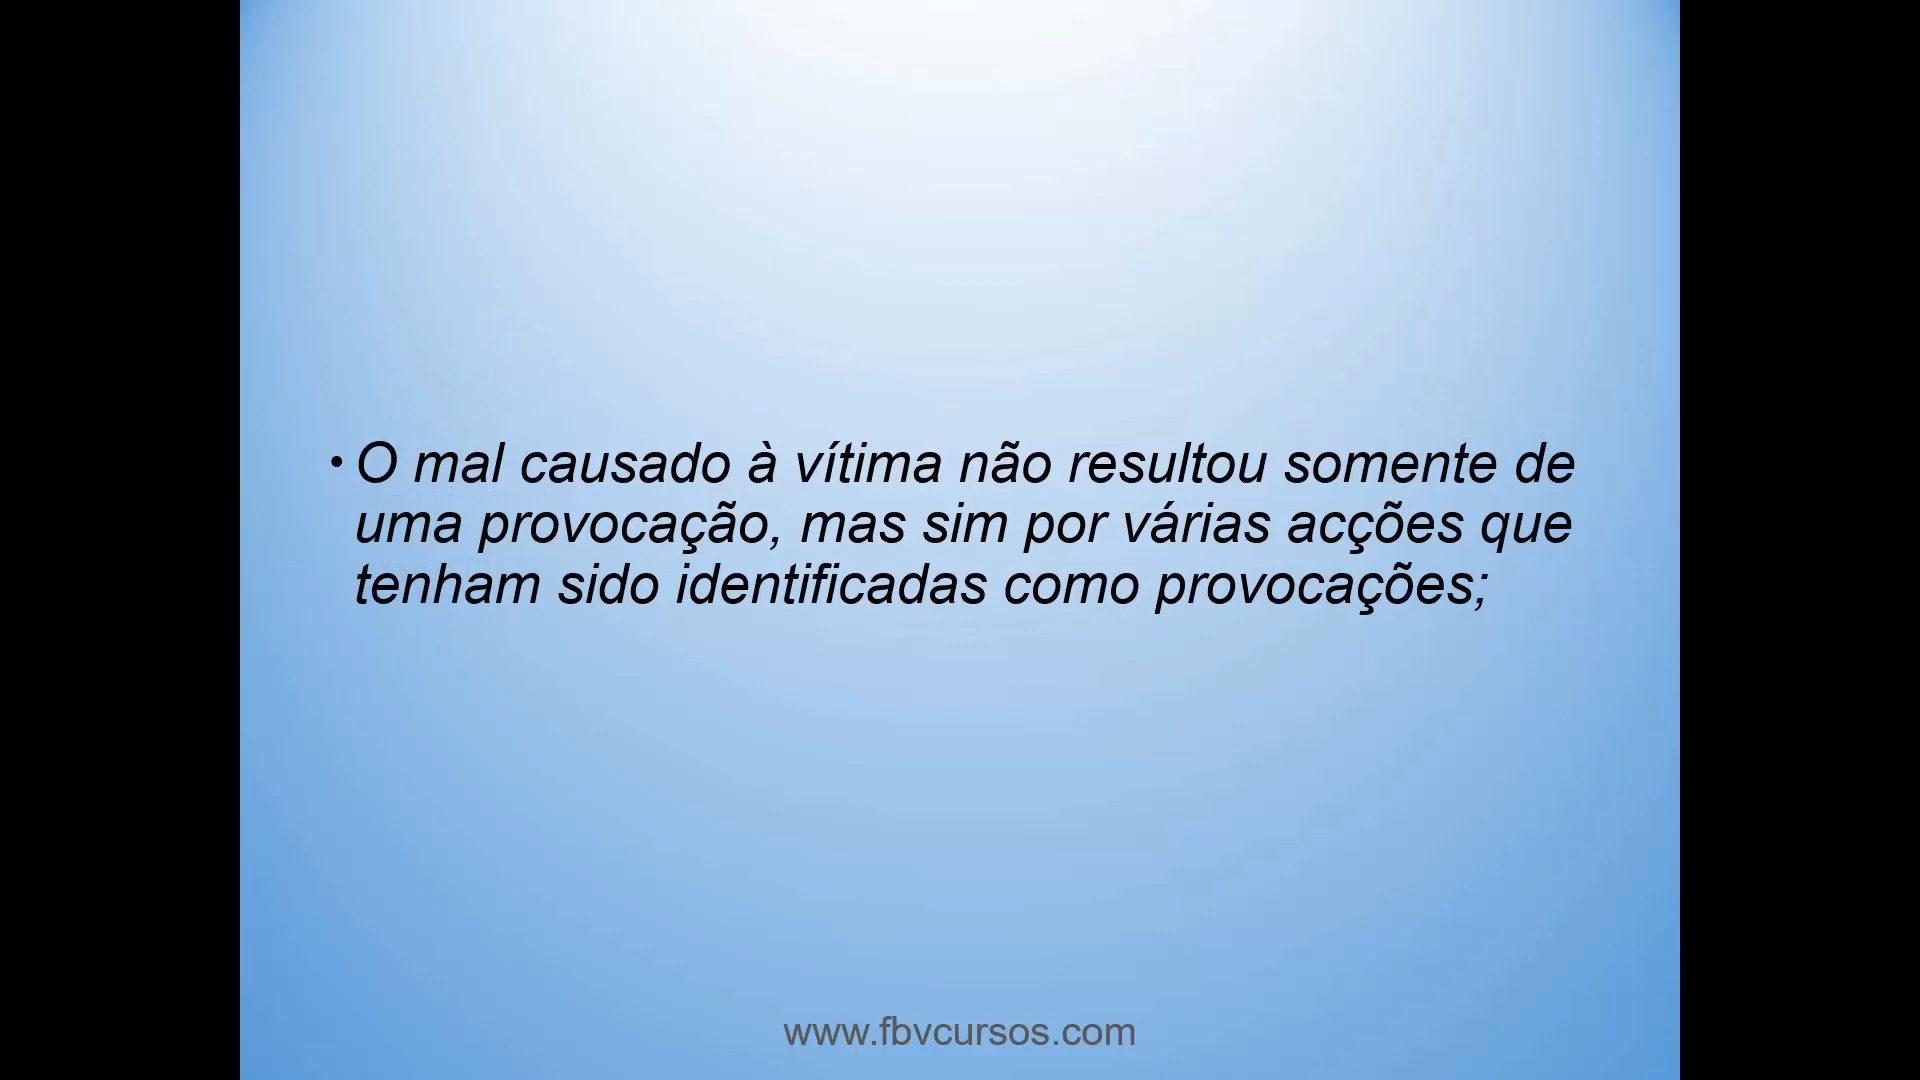 • O mal causado à vítima não resultou somente de
uma provocação, mas sim por várias acções que
tenham sido identificadas como provocações;
www.fbvcursos.com